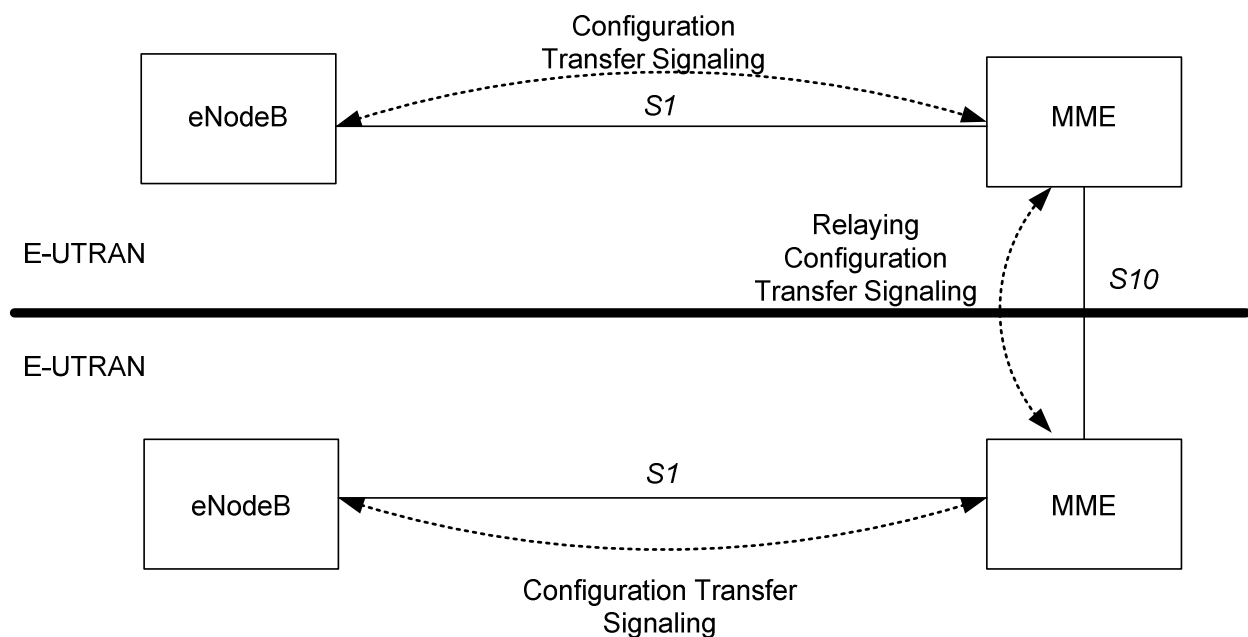 Configuration
Transfer Signaling
eNodeB
S1
MME
Relaying
Configuration
Transfer Signaling
E-UTRAN
S10
E-UTRAN
eNodeB
S1
MME
Configuration Transfer
Signaling